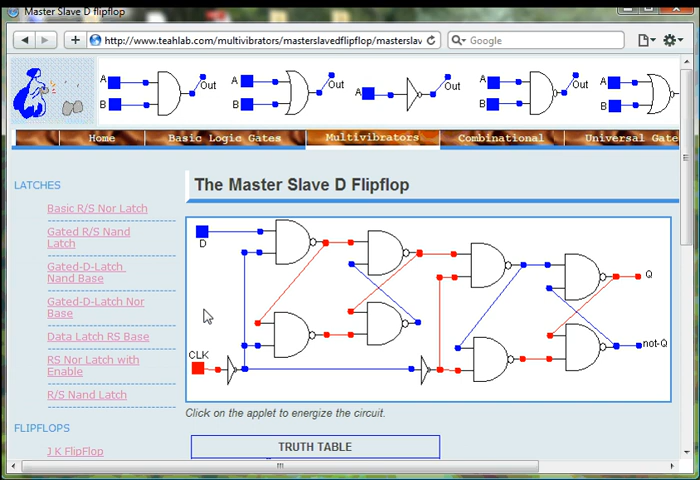 Master Slave D flipflop
http://www.teahlab.com/multivibrators/masterslavedflipflop/masterslav
Google
A
B
Out
A
B
Out
A
Out
A
B
Out
A
B
Home
Basic Logic Gates
Multivibrators
Combinational
Universal Gate
LATCHES
Basic R/S Nor Latch
Gated R/S Nand
Latch
Gated-D-Latch
Nand Base
Gated-D-Latch Nor
Base
Data Latch RS Base
RS Nor Latch with
Enable
R/S Nand Latch
FLIPFLOPS
J K FlipFlop
The Master Slave D Flipflop
D
CLK
Q
not-Q
Click on the applet to energize the circuit.
TRUTH TABLE